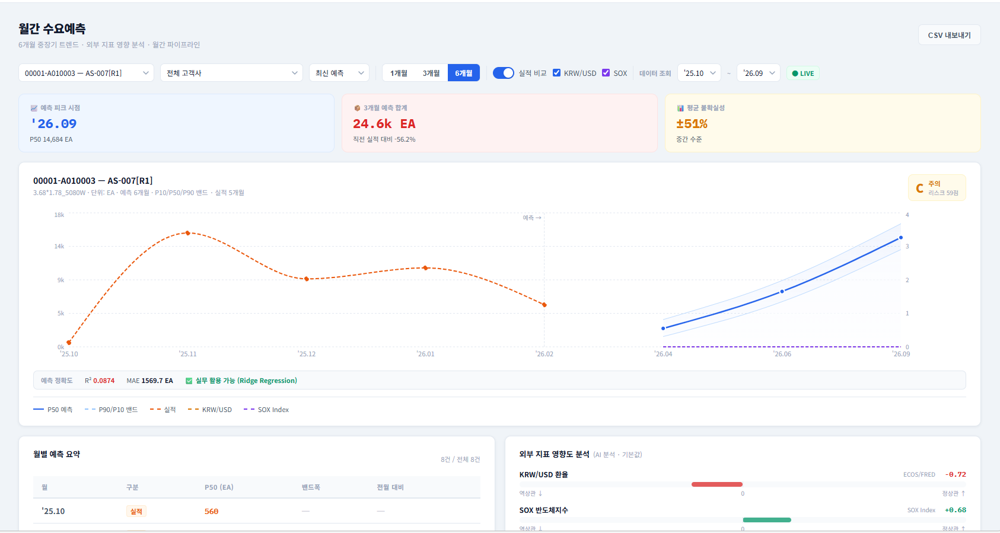 월간 수요예측
6개월 중장기 트렌드 · 외부 지표 영향 분석 · 월간 파이프라인
CSV 내보내기
00001-A010003 — AS-007[R1]
전체 고객사
최신 예측
1개월 3개월 6개월
실적 비교 KRW/USD SOX
데이터 조회 '25.10 ~ '26.09
LIVE
예측 피크 시점
'26.09
P50 14,684 EA
3개월 예측 합계
24.6k EA
직전 실적 대비 -56.2%
평균 불확실성
±51%
중간 수준
00001-A010003 — AS-007[R1]
3.68*1.78_5080W · 단위: EA · 예측 6개월 · P10/P50/P90 밴드 · 실적 5개월
C 주의
리스크 59점
예측 →
18k
14k
9k
5k
0k
4
3
2
1
0
'25.10 '25.11 '25.12 '26.01 '26.02 '26.04 '26.06 '26.09
예측 정확도 R² 0.0874 MAE 1569.7 EA 실무 활용 가능 (Ridge Regression)
P50 예측 P90/P10 밴드 실적 KRW/USD SOX Index
월별 예측 요약
8건 / 전체 8건
월 구분 P50 (EA) 밴드폭 전월 대비
'25.10 실적 560 — —
외부 지표 영향도 분석 (AI 분석 · 기본값)
KRW/USD 환율 ECOS/FRED -0.72
역상관 ↓ 0 정상관 ↑
SOX 반도체지수 SOX Index +0.68
역상관 ↓ 0 정상관 ↑